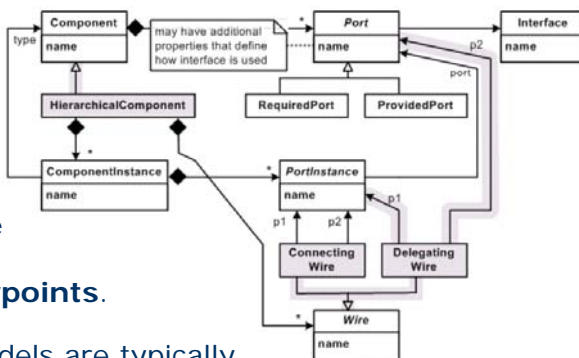 Component
name
type
*
may have additional
properties that define
how interface is used
Port
name
Interface
name
p2
port
HierarchicalComponent
RequiredPort
ProvidedPort
*
ComponentInstance
name
*
PortInstance
name
p1
p2
p1
Connecting
Wire
Delegating
Wire
points.
*
Wire
name
dels are typically